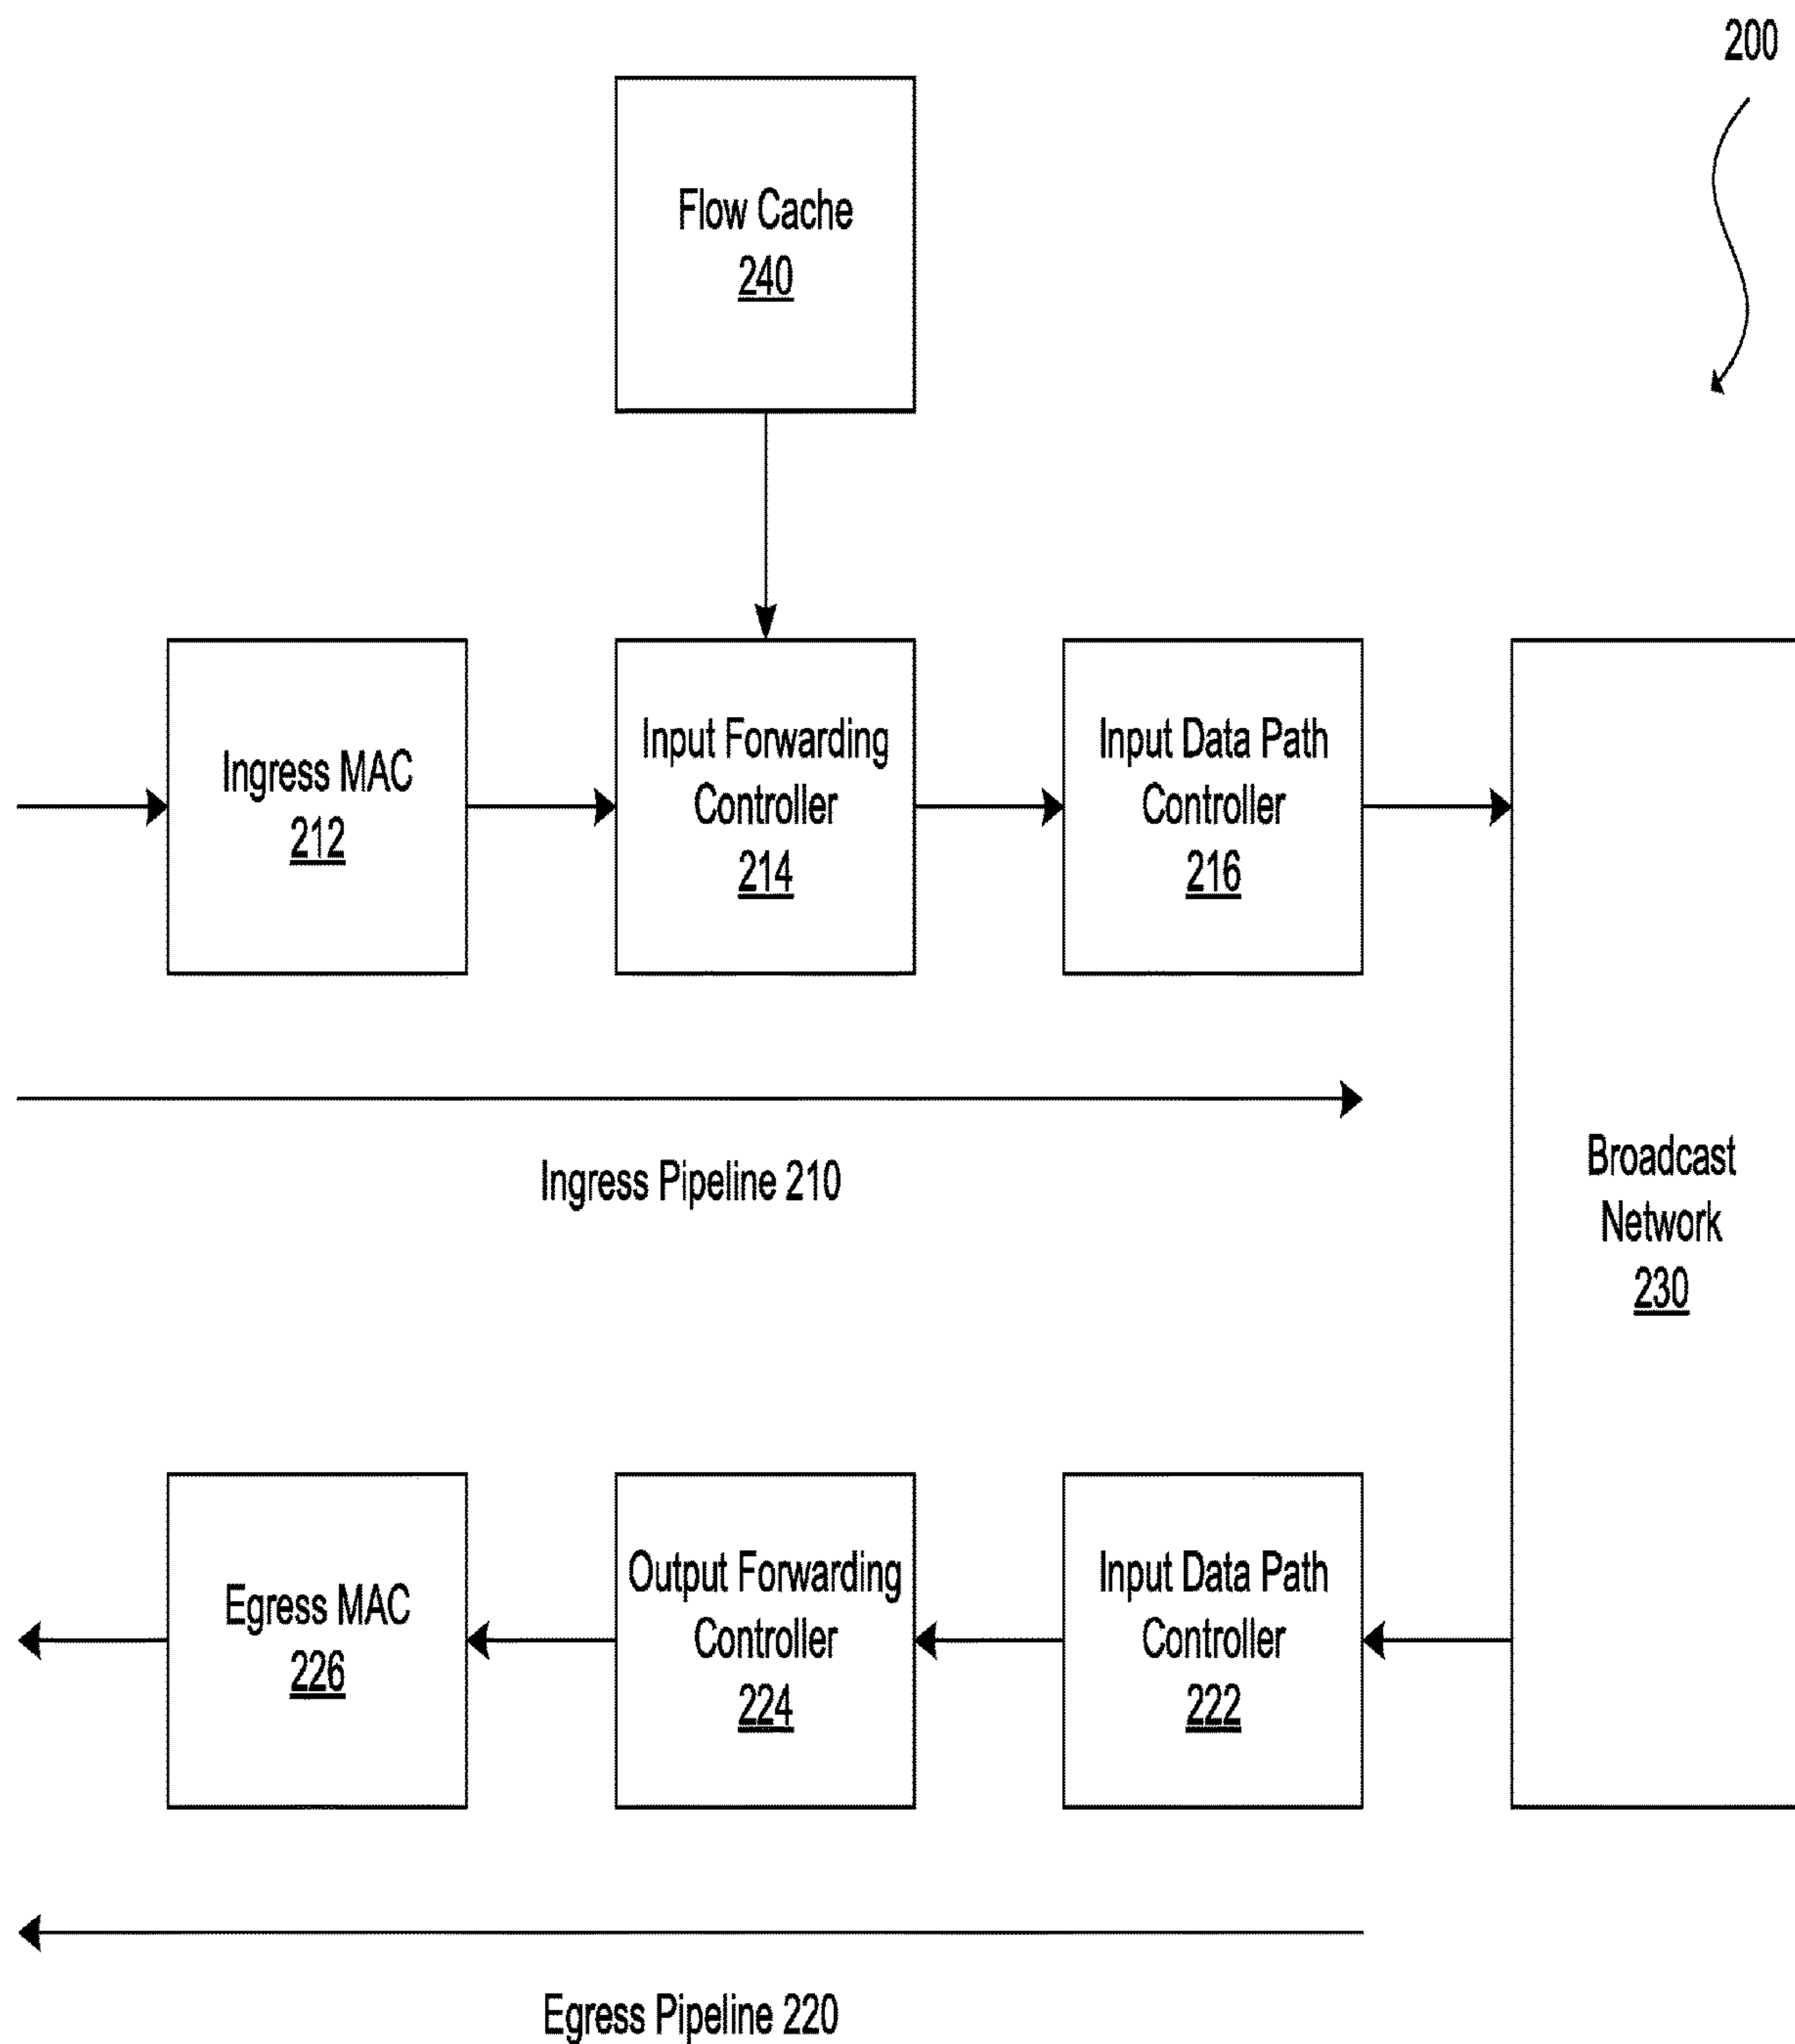 200
Flow Cache
240
Ingress MAC
212
Input Forwarding
Controller
214
Input Data Path
Controller
216
Ingress Pipeline 210
Broadcast
Network
230
Egress MAC
226
Output Forwarding
Controller
224
Input Data Path
Controller
222
Egress Pipeline 220